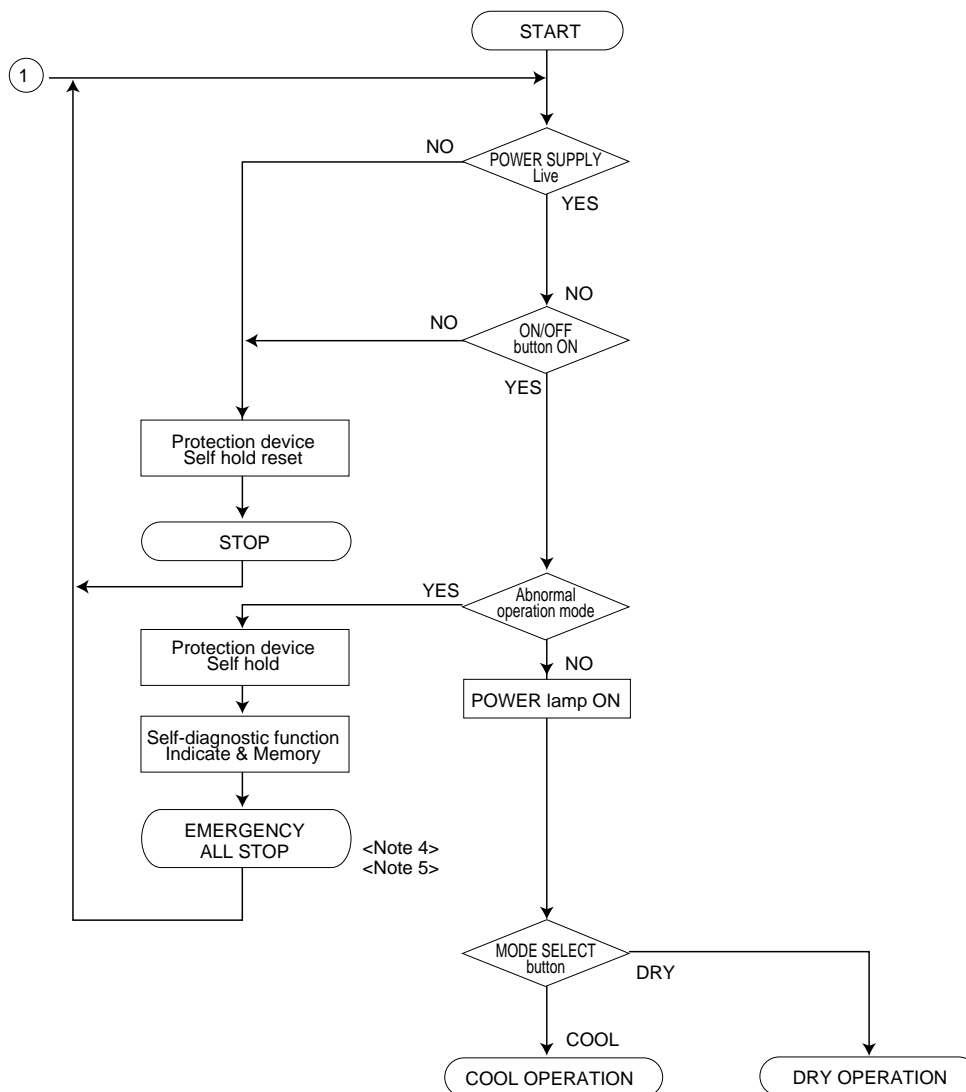 START
1
NO
POWER SUPPLY
Live
YES
NO
NO
ON/OFF
button ON
YES
Protection device
Self hold reset
STOP
YES
Abnormal
operation mode
NO
Protection device
Self hold
POWER lamp ON
Self-diagnostic function
Indicate & Memory
EMERGENCY
ALL STOP
<Note 4>
<Note 5>
MODE SELECT
button
DRY
COOL
COOL OPERATION
DRY OPERATION